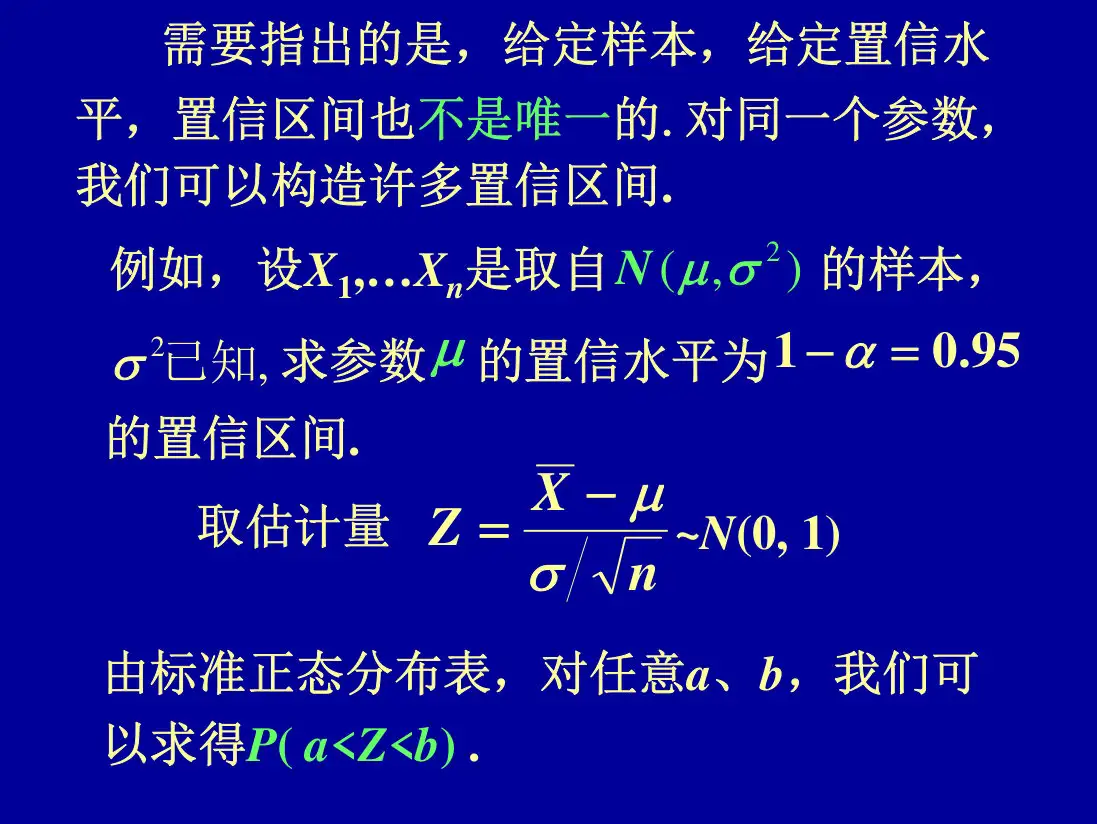 需要指出的是，给定样本，给定置信水
平，置信区间也不是唯一的.对同一个参数，
我们可以构造许多置信区间.
例如，设X₁,…Xₙ是取自N(μ,σ²)的样本，
σ²已知,求参数μ的置信水平为1−α=0.95
的置信区间.
取估计量 Z = (X̄ − μ) / (σ/√n) ~N(0, 1)
由标准正态分布表，对任意a、b，我们可
以求得P( a<Z<b) .